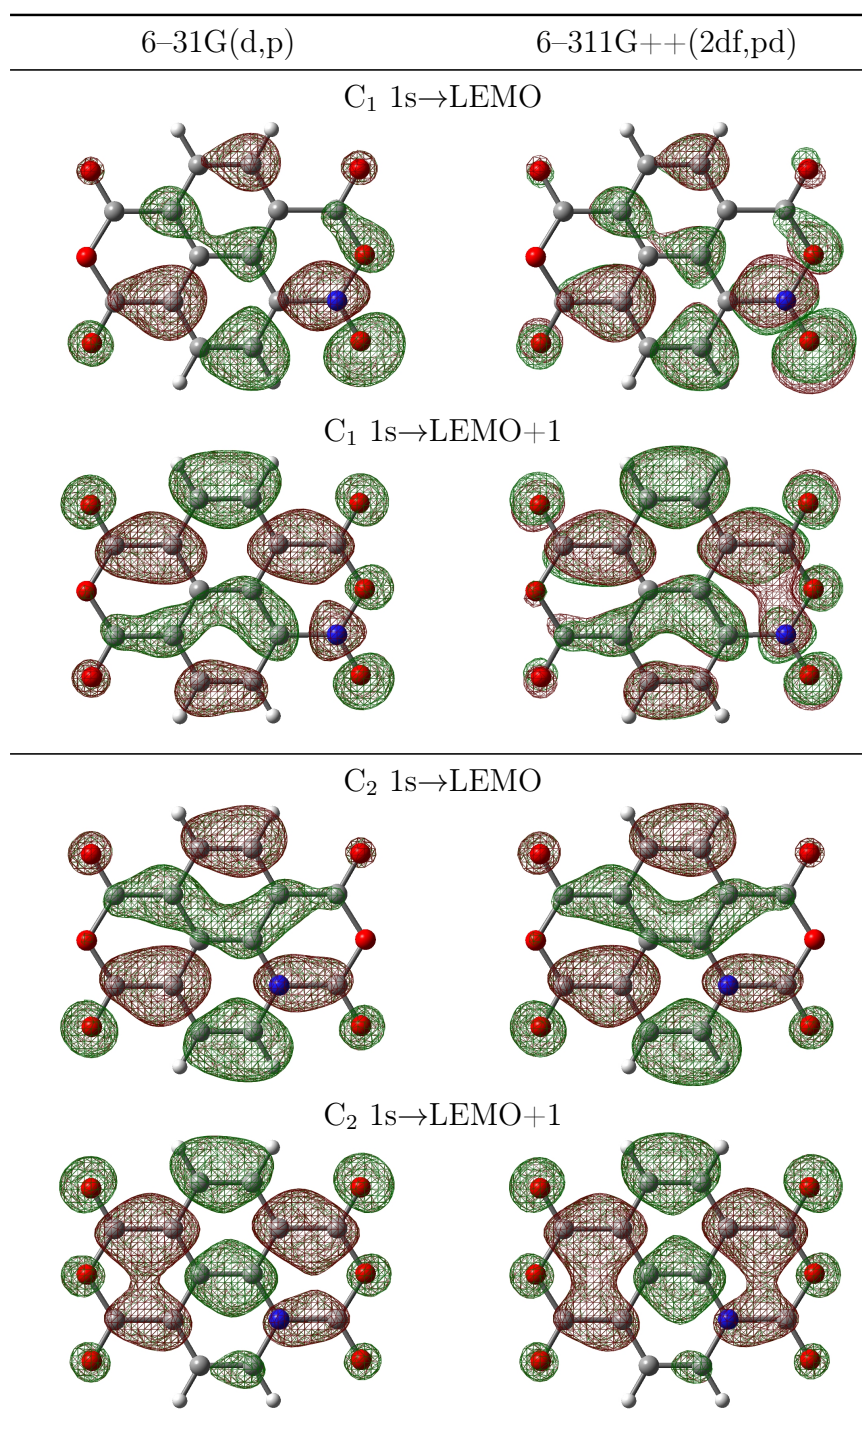 6–31G(d,p) 6–311G++(2df,pd)
C₁ 1s→LEMO
C₁ 1s→LEMO+1
C₂ 1s→LEMO
C₂ 1s→LEMO+1